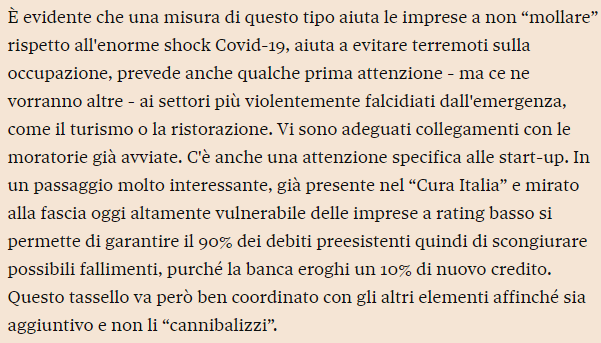 È evidente che una misura di questo tipo aiuta le imprese a non “mollare”
rispetto all'enorme shock Covid-19, aiuta a evitare terremoti sulla
occupazione, prevede anche qualche prima attenzione - ma ce ne
vorranno altre - ai settori più violentemente falcidiati dall'emergenza,
come il turismo o la ristorazione. Vi sono adeguati collegamenti con le
moratorie già avviate. C'è anche una attenzione specifica alle start-up. In
un passaggio molto interessante, già presente nel “Cura Italia” e mirato
alla fascia oggi altamente vulnerabile delle imprese a rating basso si
permette di garantire il 90% dei debiti preesistenti quindi di scongiurare
possibili fallimenti, purché la banca eroghi un 10% di nuovo credito.
Questo tassello va però ben coordinato con gli altri elementi affinché sia
aggiuntivo e non li “cannibalizzi”.